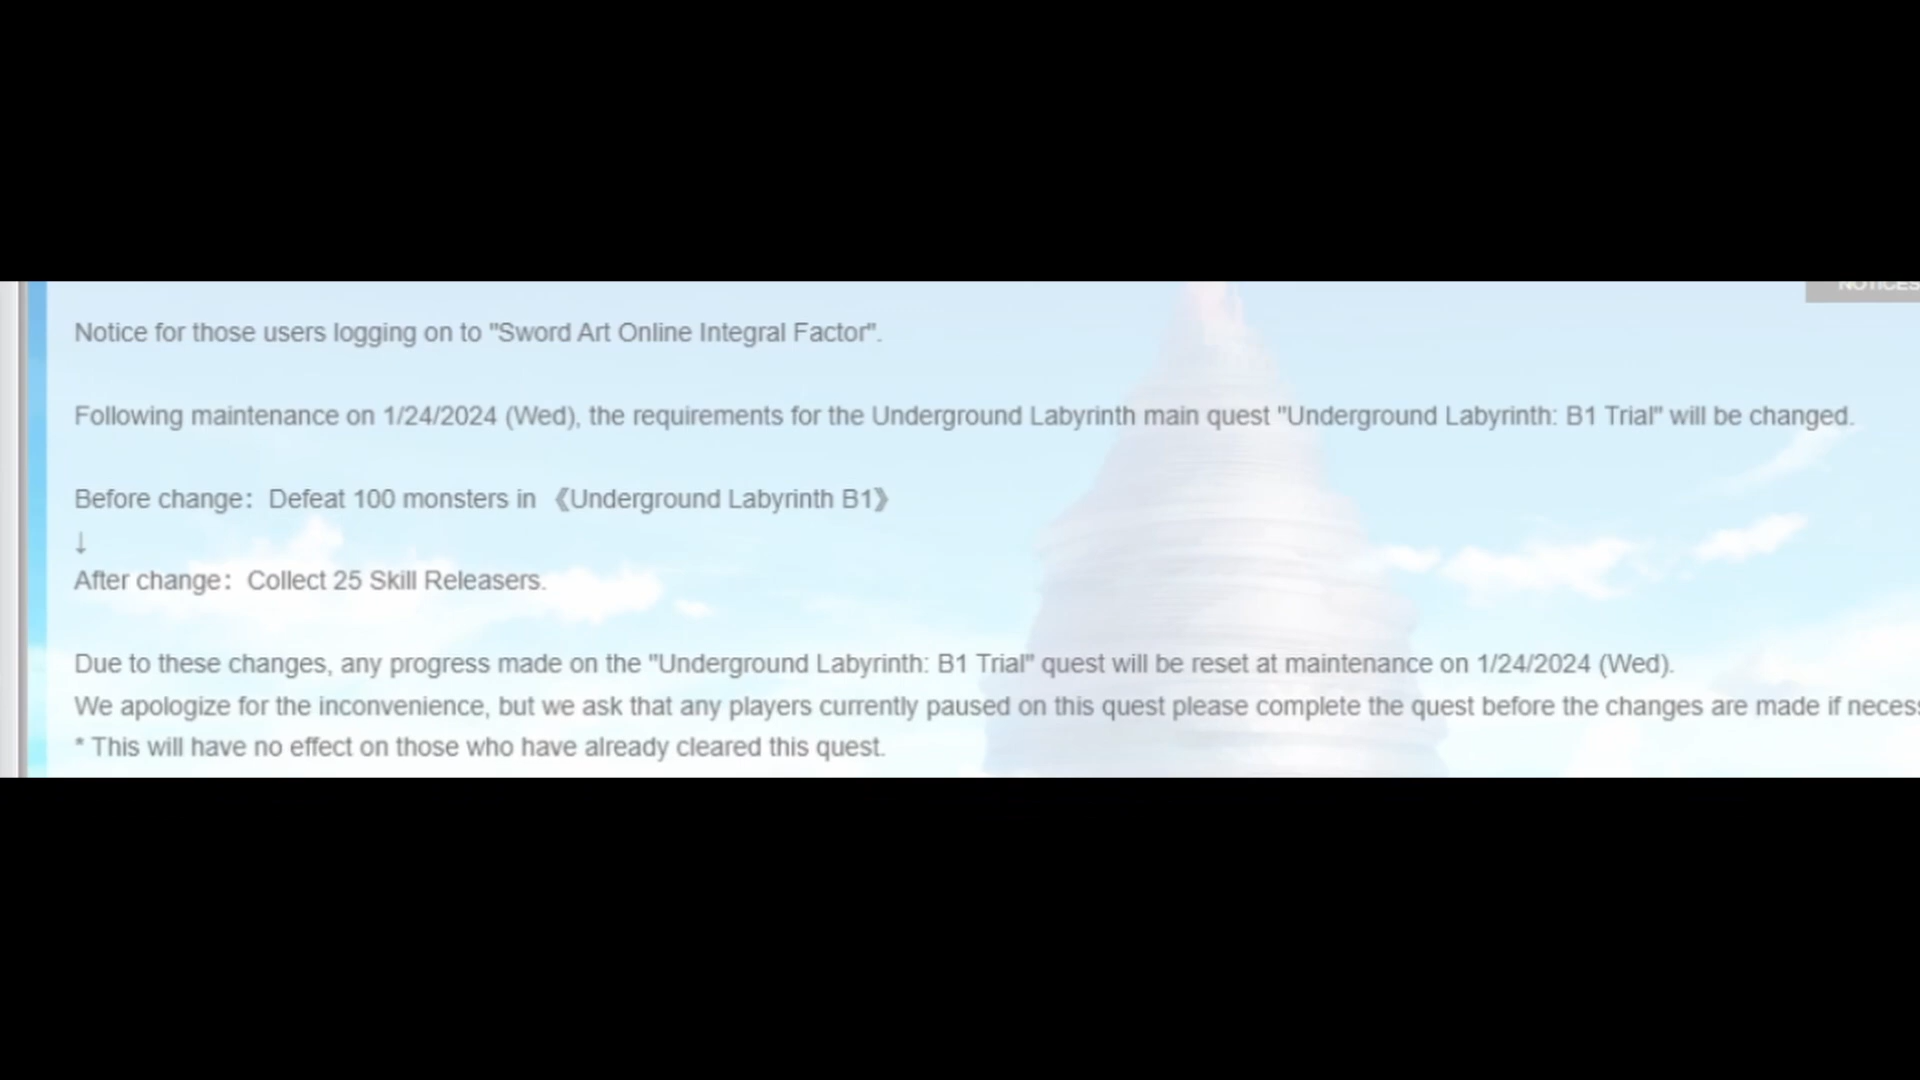 NOTICES
Notice for those users logging on to "Sword Art Online Integral Factor".
Following maintenance on 1/24/2024 (Wed), the requirements for the Underground Labyrinth main quest "Underground Labyrinth: B1 Trial" will be changed.
Before change: Defeat 100 monsters in 《Underground Labyrinth B1》
↓
After change: Collect 25 Skill Releasers.
Due to these changes, any progress made on the "Underground Labyrinth: B1 Trial" quest will be reset at maintenance on 1/24/2024 (Wed).
We apologize for the inconvenience, but we ask that any players currently paused on this quest please complete the quest before the changes are made if necess
* This will have no effect on those who have already cleared this quest.